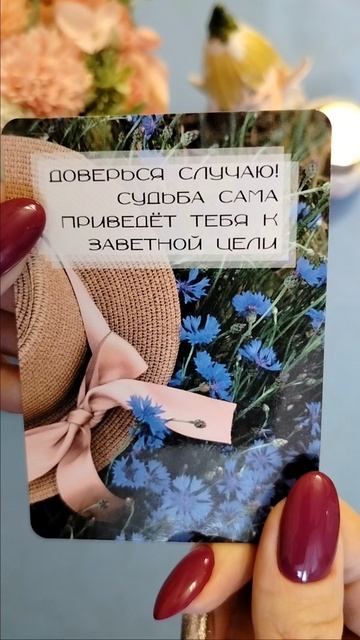 ДОВЕРЬСЯ СЛУЧАЮ!
СУДЬБА САМА
ПРИВЕДЁТ ТЕБЯ К
ЗАВЕТНОЙ ЦЕЛИ